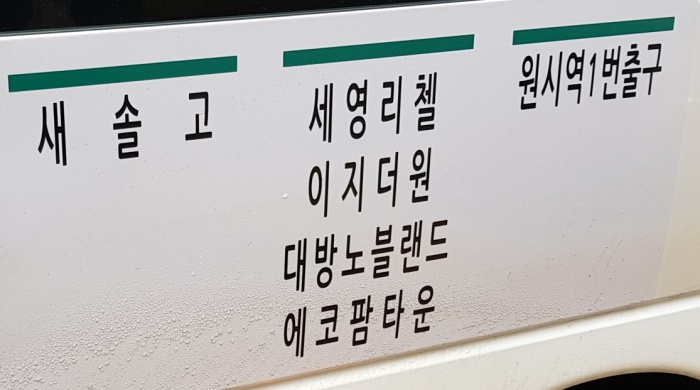 새솔고
세영리첼
이지더원
대방노블랜드
에코팜타운
원시역1번출구